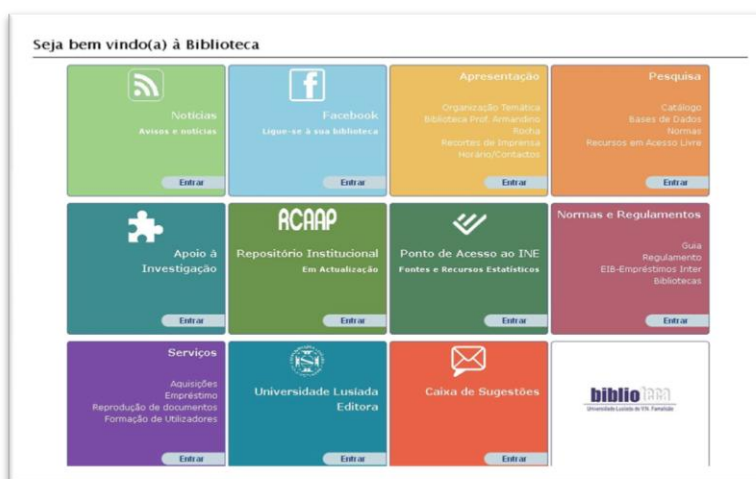 Seja bem vindo(a) à Biblioteca
Notícias
Avisos e notícias
Entrar
Facebook
Ligue-se à sua biblioteca
Entrar
Apresentação
Organização Temática
Biblioteca Prof. Armandino
Rocha
Recortes de Imprensa
Horário/Contactos
Entrar
Pesquisa
Catálogo
Bases de Dados
Normas
Recursos em Acesso Livre
Entrar
Apoio à
Investigação
Entrar
RCAAP
Repositório Institucional
Em Actualização
Entrar
Ponto de Acesso ao INE
Fontes e Recursos Estatísticos
Entrar
Normas e Regulamentos
Guia
Regulamento
EIB-Empréstimos Inter
Bibliotecas
Entrar
Serviços
Aquisições
Empréstimo
Reprodução de documentos
Formação de Utilizadores
Entrar
Universidade Lusíada
Editora
Entrar
Caixa de Sugestões
Entrar
biblioteca
Universidade Lusíada de V.N. Famalicão